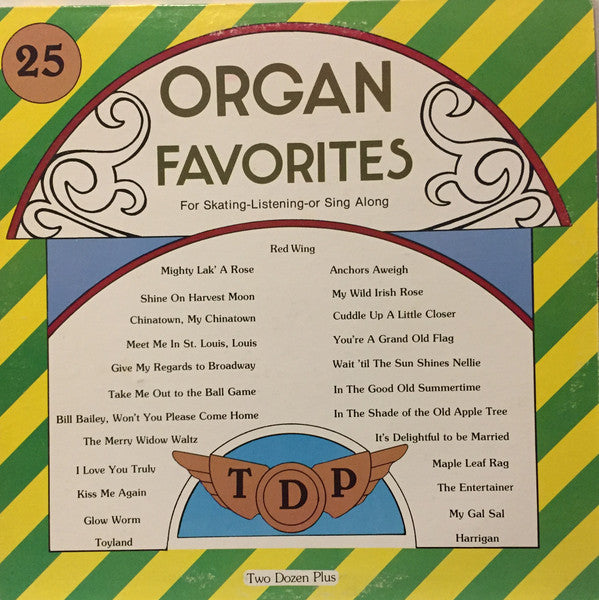 25
ORGAN
FAVORITES
For Skating-Listening-or Sing Along
Red Wing
Mighty Lak' A Rose
Shine On Harvest Moon
Chinatown, My Chinatown
Meet Me In St. Louis, Louis
Give My Regards to Broadway
Take Me Out to the Ball Game
Bill Bailey, Won't You Please Come Home
The Merry Widow Waltz
I Love You Truly
Kiss Me Again
Glow Worm
Toyland
Anchors Aweigh
My Wild Irish Rose
Cuddle Up A Little Closer
You're A Grand Old Flag
Wait 'til The Sun Shines Nellie
In The Good Old Summertime
In The Shade of the Old Apple Tree
It's Delightful to be Married
Maple Leaf Rag
The Entertainer
My Gal Sal
Harrigan
TDP
Two Dozen Plus